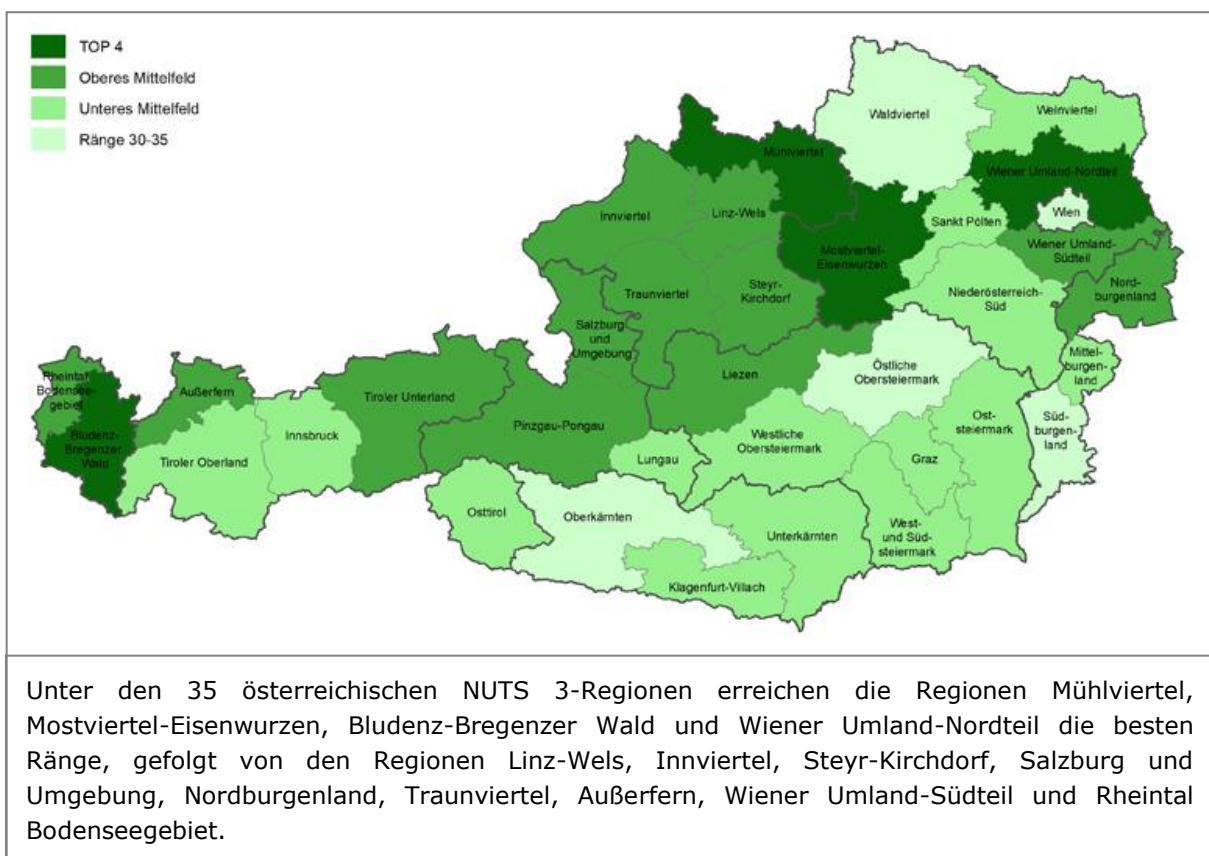 TOP 4
Oberes Mittelfeld
Unteres Mittelfeld
Ränge 30-35
Waldviertel
Weinviertel
Mühlviertel
Wiener Umland-Nordteil
Innviertel
Linz-Wels
Sankt Pölten
Wien
Mostviertel-
Eisenwurzen
Wiener Umland-
Südteil
Traunviertel
Steyr-
Kirchdorf
Niederösterreich-
Süd
Nord-
burgenland
Salzburg
und
Umgebung
Mittel-
burgen-
land
Rheintal
Bodensee-
gebiet
Außerfern
Tiroler Unterland
Liezen
Östliche
Obersteiermark
Bludenz-
Bregenzer
Wald
Tiroler Oberland
Innsbruck
Pinzgau-Pongau
Lungau
Westliche
Obersteiermark
Graz
Ost-
steiermark
Süd-
burgen-
land
Osttirol
Oberkärnten
Unterkärnten
West-
und Süd-
steiermark
Klagenfurt-Villach
Unter den 35 österreichischen NUTS 3-Regionen erreichen die Regionen Mühlviertel,
Mostviertel-Eisenwurzen, Bludenz-Bregenzer Wald und Wiener Umland-Nordteil die besten
Ränge, gefolgt von den Regionen Linz-Wels, Innviertel, Steyr-Kirchdorf, Salzburg und
Umgebung, Nordburgenland, Traunviertel, Außerfern, Wiener Umland-Südteil und Rheintal
Bodenseegebiet.